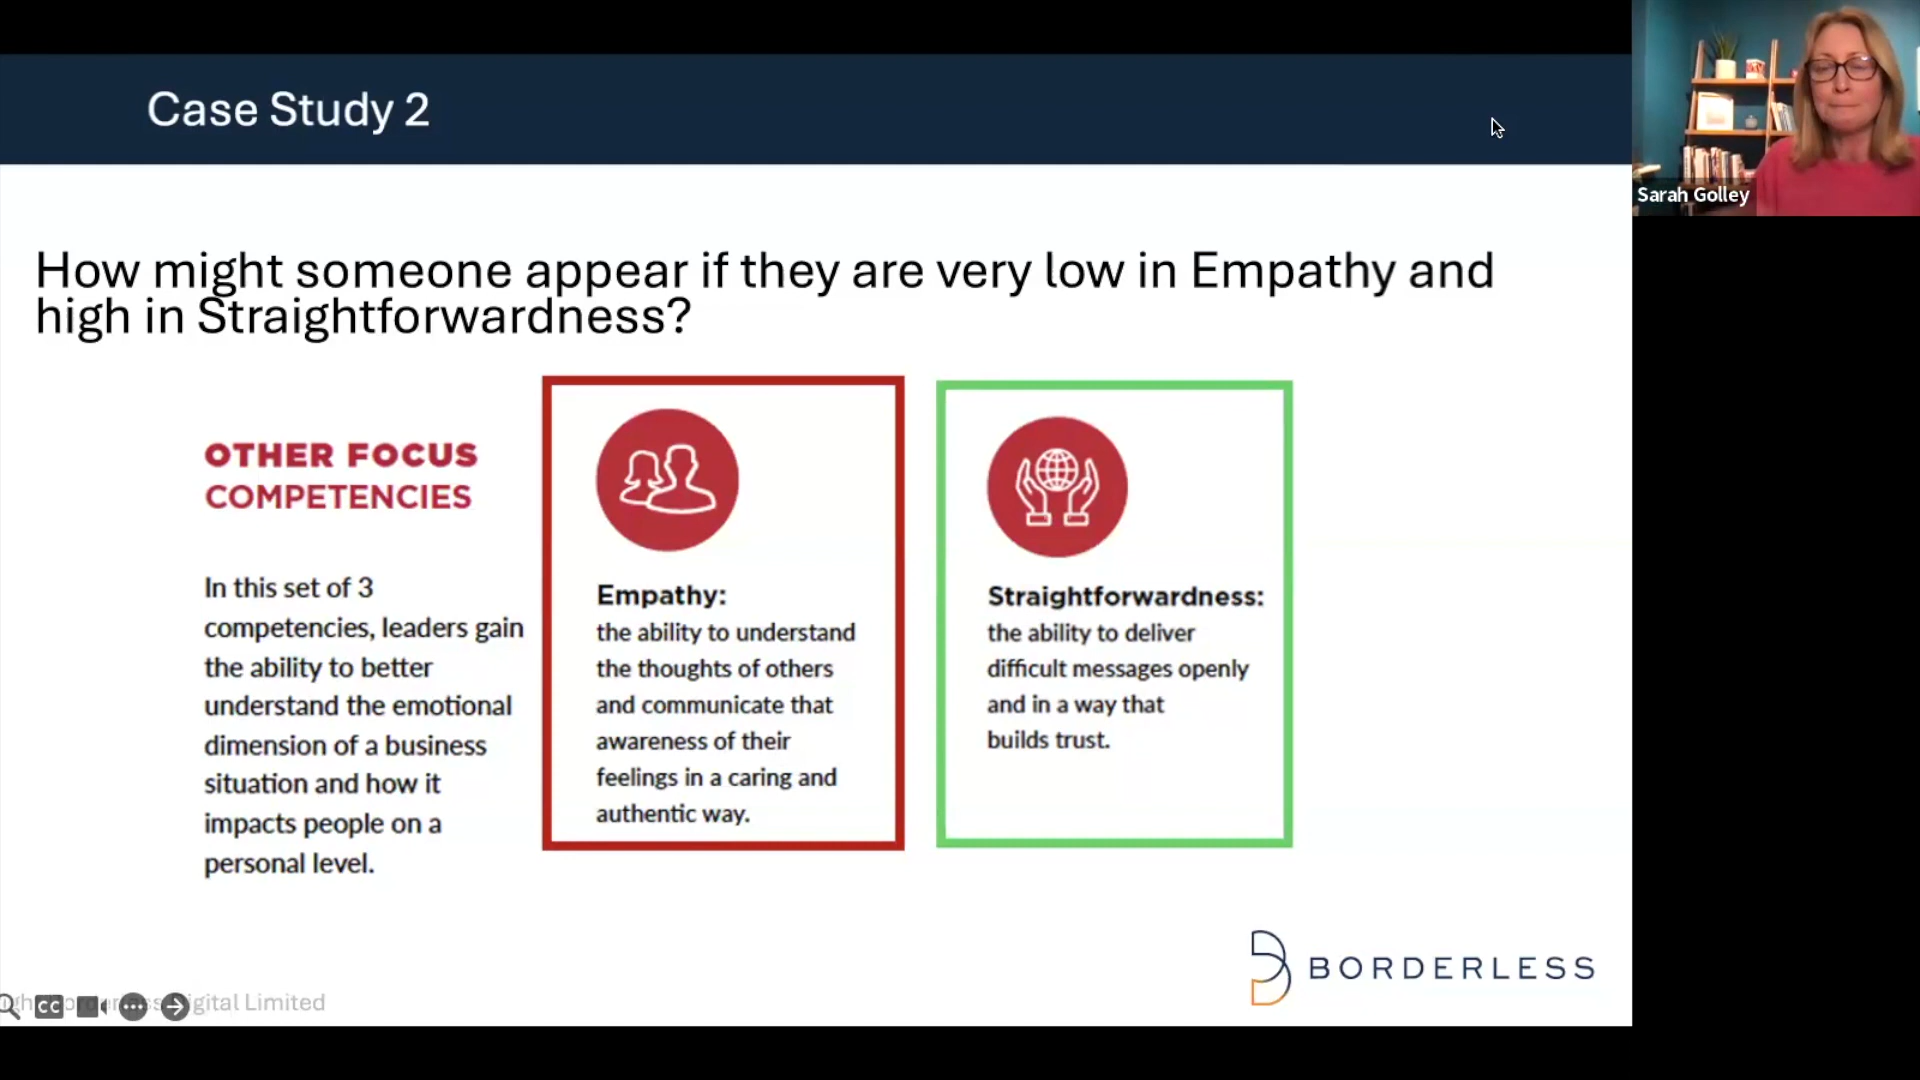 Case Study 2
Sarah Golley
How might someone appear if they are very low in Empathy and
high in Straightforwardness?
OTHER FOCUS
COMPETENCIES
In this set of 3
competencies, leaders gain
the ability to better
understand the emotional
dimension of a business
situation and how it
impacts people on a
personal level.
Empathy:
the ability to understand
the thoughts of others
and communicate that
awareness of their
feelings in a caring and
authentic way.
Straightforwardness:
the ability to deliver
difficult messages openly
and in a way that
builds trust.
BORDERLESS
CC
Limited